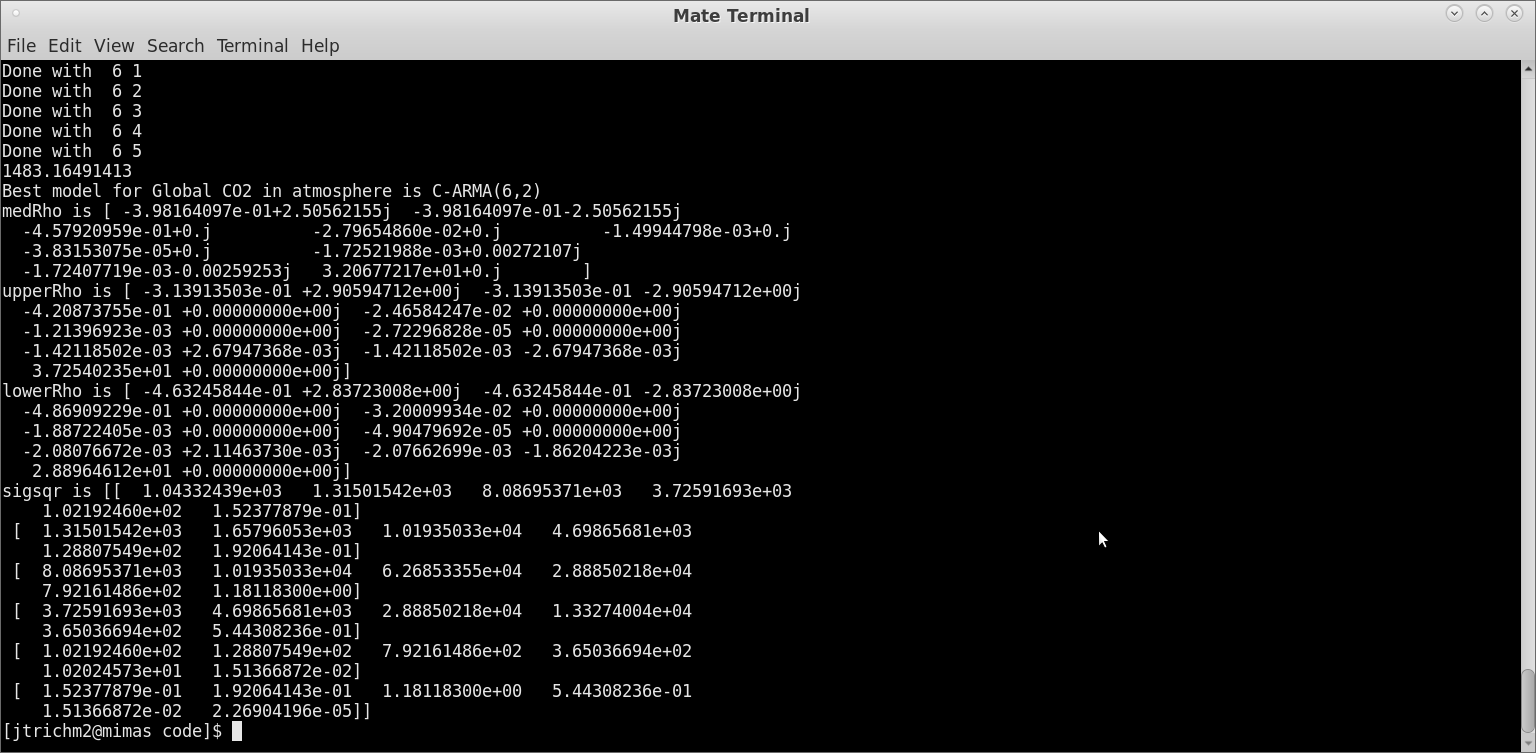 Mate Terminal
File Edit View Search Terminal Help
Done with  6 1
Done with  6 2
Done with  6 3
Done with  6 4
Done with  6 5
1483.16491413
Best model for Global CO2 in atmosphere is C-ARMA(6,2)
medRho is [ -3.98164097e-01+2.50562155j  -3.98164097e-01-2.50562155j
  -4.57920959e-01+0.j          -2.79654860e-02+0.j          -1.49944798e-03+0.j
  -3.83153075e-05+0.j          -1.72521988e-03+0.00272107j
  -1.72407719e-03-0.00259253j   3.20677217e+01+0.j        ]
upperRho is [ -3.13913503e-01 +2.90594712e+00j  -3.13913503e-01 -2.90594712e+00j
  -4.20873755e-01 +0.00000000e+00j  -2.46584247e-02 +0.00000000e+00j
  -1.21396923e-03 +0.00000000e+00j  -2.72296828e-05 +0.00000000e+00j
  -1.42118502e-03 +2.67947368e-03j  -1.42118502e-03 -2.67947368e-03j
   3.72540235e+01 +0.00000000e+00j]
lowerRho is [ -4.63245844e-01 +2.83723008e+00j  -4.63245844e-01 -2.83723008e+00j
  -4.86909229e-01 +0.00000000e+00j  -3.20009934e-02 +0.00000000e+00j
  -1.88722405e-03 +0.00000000e+00j  -4.90479692e-05 +0.00000000e+00j
  -2.08076672e-03 +2.11463730e-03j  -2.07662699e-03 -1.86204223e-03j
   2.88964612e+01 +0.00000000e+00j]
sigsqr is [[  1.04332439e+03   1.31501542e+03   8.08695371e+03   3.72591693e+03
    1.02192460e+02   1.52377879e-01]
 [  1.31501542e+03   1.65796053e+03   1.01935033e+04   4.69865681e+03
    1.28807549e+02   1.92064143e-01]
 [  8.08695371e+03   1.01935033e+04   6.26853355e+04   2.88850218e+04
    7.92161486e+02   1.18118300e+00]
 [  3.72591693e+03   4.69865681e+03   2.88850218e+04   1.33274004e+04
    3.65036694e+02   5.44308236e-01]
 [  1.02192460e+02   1.28807549e+02   7.92161486e+02   3.65036694e+02
    1.02024573e+01   1.51366872e-02]
 [  1.52377879e-01   1.92064143e-01   1.18118300e+00   5.44308236e-01
    1.51366872e-02   2.26904196e-05]]
[jtrichm2@mimas code]$